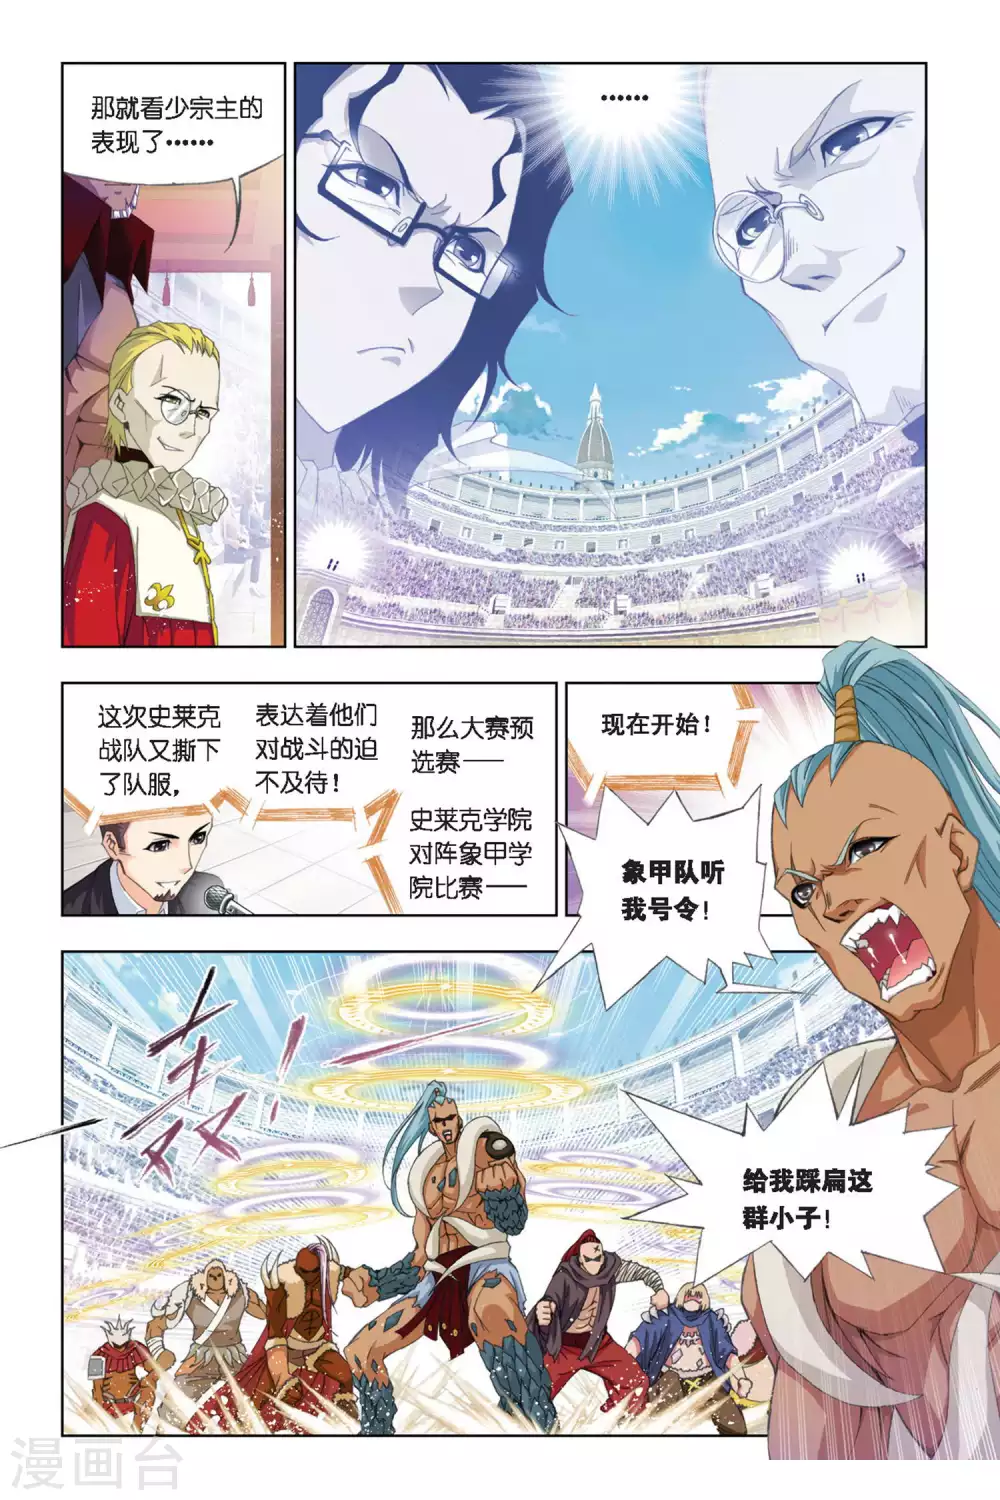 那就看少宗主的
表现了……
……
这次史莱克
战队又撕下
了队服，
表达着他们
对战斗的迫
不及待！
那么大赛预
选赛——
史莱克学院
对阵象甲学
院比赛——
现在开始！
象甲队听
我号令！
给我踩扁这
群小子！
漫画台